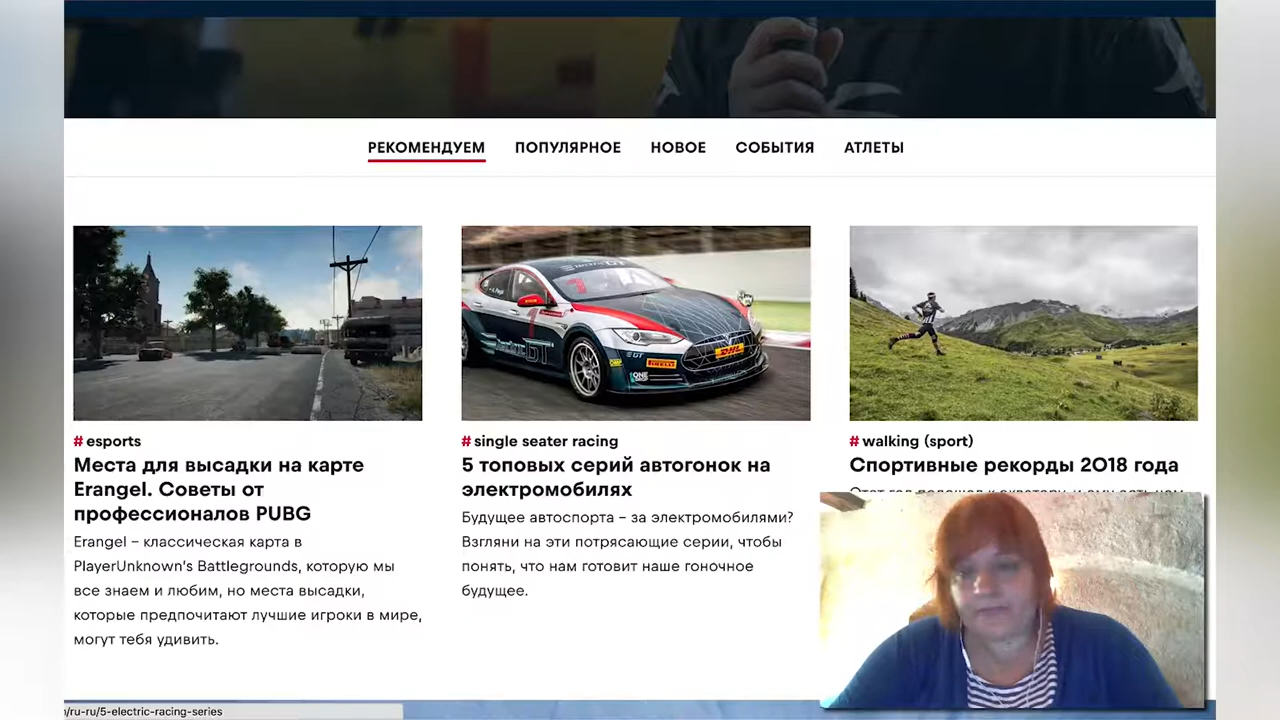 РЕКОМЕНДУЕМ ПОПУЛЯРНОЕ НОВОЕ СОБЫТИЯ АТЛЕТЫ
DHL
# esports
Места для высадки на карте
Erangel. Советы от
профессионалов PUBG
Erangel – классическая карта в
PlayerUnknown's Battlegrounds, которую мы
все знаем и любим, но места высадки,
которые предпочитают лучшие игроки в мире,
могут тебя удивить.
# single seater racing
5 топовых серий автогонок на
электромобилях
Будущее автоспорта – за электромобилями?
Взгляни на эти потрясающие серии, чтобы
понять, что нам готовит наше гоночное
будущее.
# walking (sport)
Спортивные рекорды 2018 года
/ru-ru/5-electric-racing-series